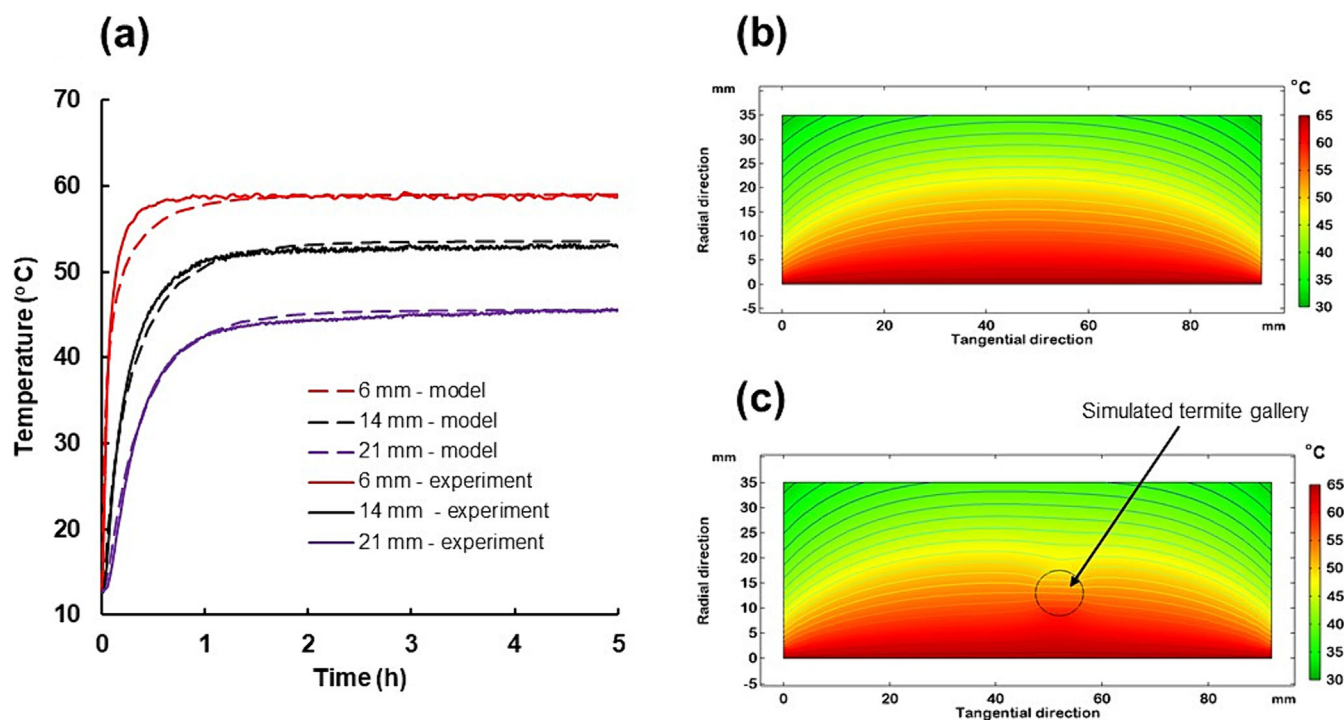 (a)
Temperature (°C)
70
60
50
40
30
20
10
0
1
2
3
4
5
Time (h)
6 mm - model
14 mm - model
21 mm - model
6 mm - experiment
14 mm - experiment
21 mm - experiment
(b)
mm
°C
Radial direction
35
30
25
20
15
10
5
0
-5
0
20
40
60
80
mm
Tangential direction
65
60
55
50
45
40
35
30
(c)
Simulated termite gallery
mm
°C
Radial direction
35
30
25
20
15
10
5
0
-5
0
20
40
60
80
mm
Tangential direction
65
60
55
50
45
40
35
30